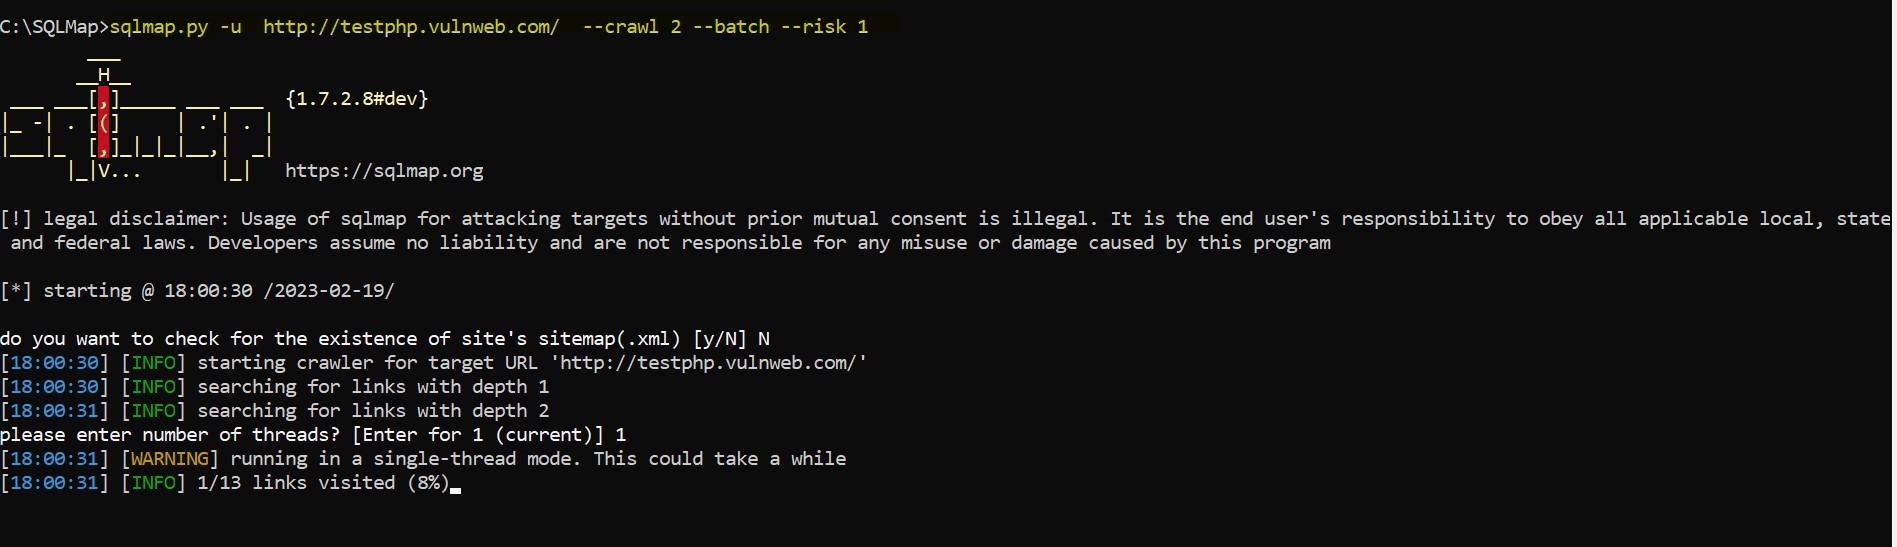 C:\SQLMap>sqlmap.py -u  http://testphp.vulnweb.com/  --crawl 2 --batch --risk 1
        ___
       __H__
 ___ ___[,]_____ ___ ___  {1.7.2.8#dev}
|_ -| . [(]     | .'| . |
|___|_  [,]_|_|_|__,|  _|
      |_|V...       |_|   https://sqlmap.org
[!] legal disclaimer: Usage of sqlmap for attacking targets without prior mutual consent is illegal. It is the end user's responsibility to obey all applicable local, state
 and federal laws. Developers assume no liability and are not responsible for any misuse or damage caused by this program
[*] starting @ 18:00:30 /2023-02-19/
do you want to check for the existence of site's sitemap(.xml) [y/N] N
[18:00:30] [INFO] starting crawler for target URL 'http://testphp.vulnweb.com/'
[18:00:30] [INFO] searching for links with depth 1
[18:00:31] [INFO] searching for links with depth 2
please enter number of threads? [Enter for 1 (current)] 1
[18:00:31] [WARNING] running in a single-thread mode. This could take a while
[18:00:31] [INFO] 1/13 links visited (8%)